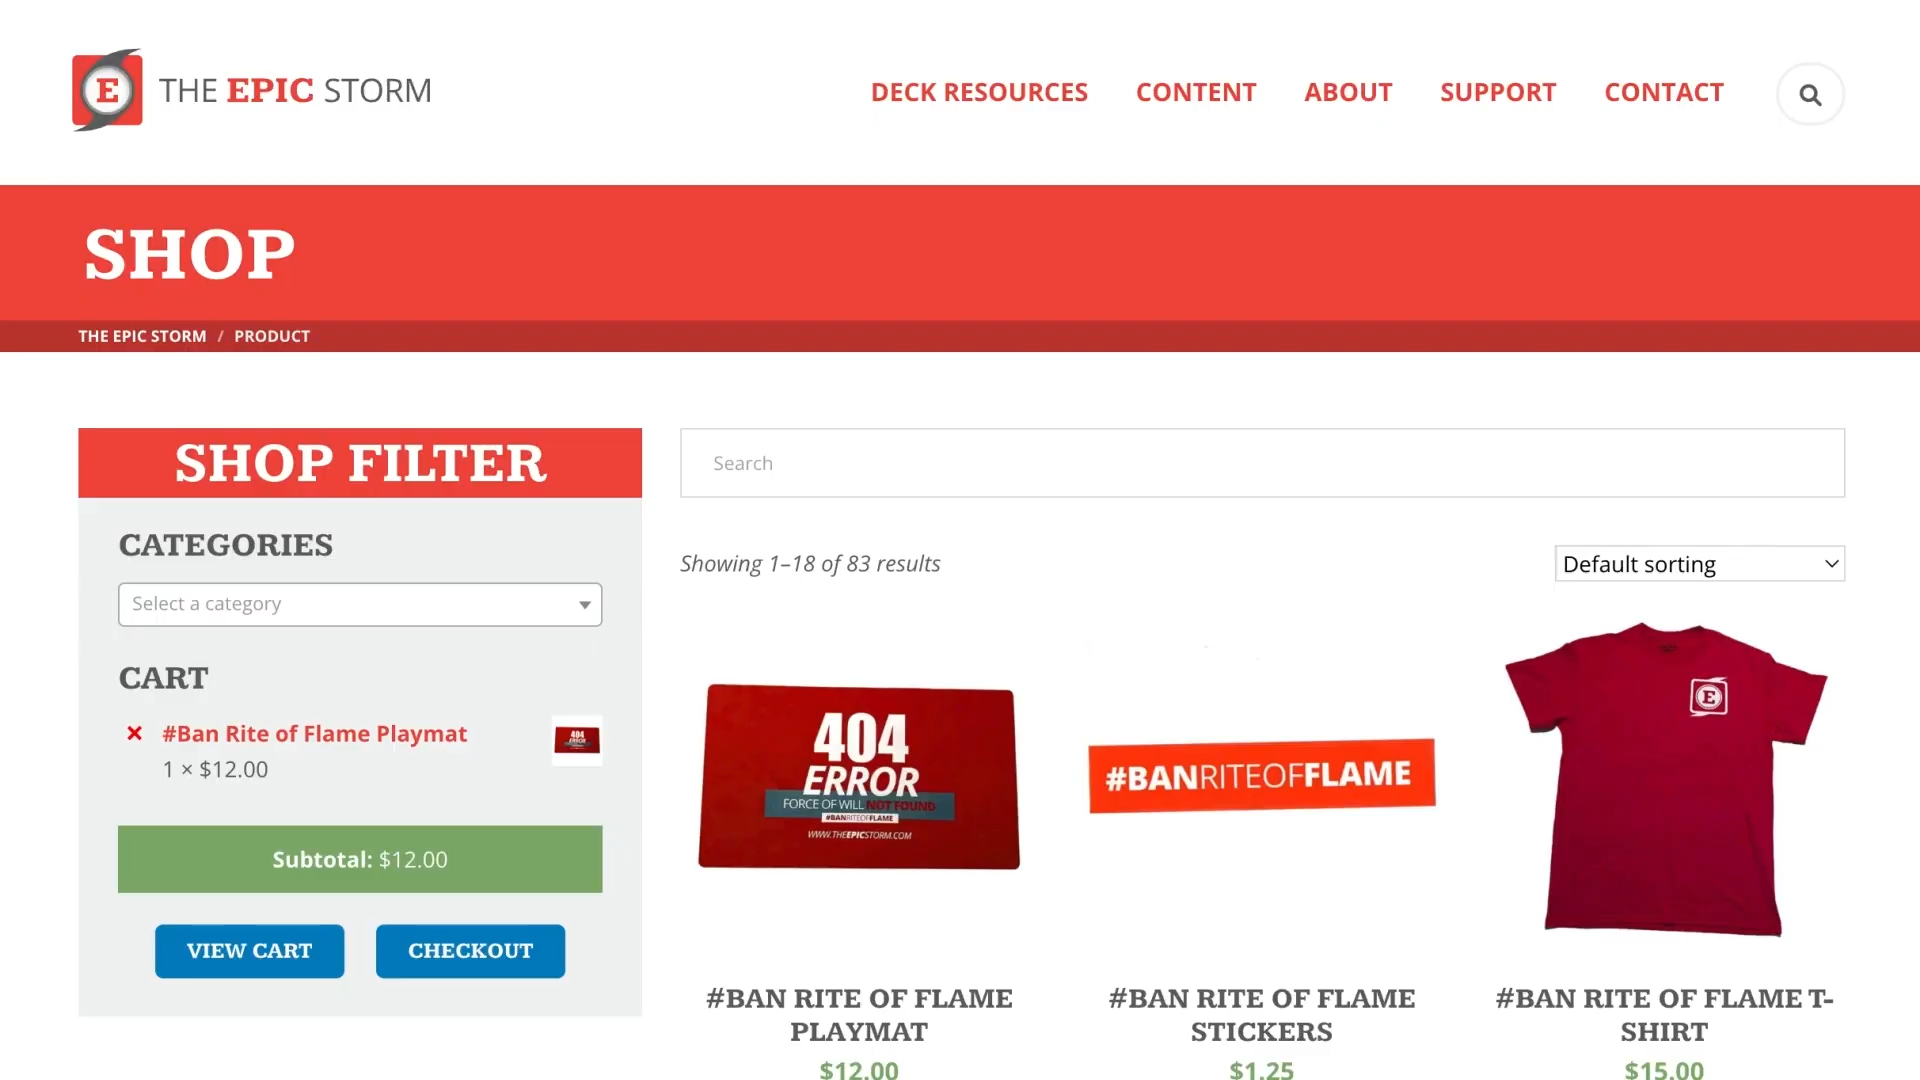 E THE EPIC STORM
DECK RESOURCES
CONTENT
ABOUT
SUPPORT
CONTACT
SHOP
THE EPIC STORM / PRODUCT
SHOP FILTER
CATEGORIES
Select a category
CART
× #Ban Rite of Flame Playmat
1 × $12.00
404
ERROR
Subtotal: $12.00
VIEW CART
CHECKOUT
Search
Showing 1–18 of 83 results
Default sorting
404
ERROR
FORCE OF WILL NOT FOUND
#BANRITEOFFLAME
WWW.THEEPICSTORM.COM
#BANRITEOFFLAME
E
#BAN RITE OF FLAME
PLAYMAT
$12.00
#BAN RITE OF FLAME
STICKERS
$1.25
#BAN RITE OF FLAME T-
SHIRT
$15.00